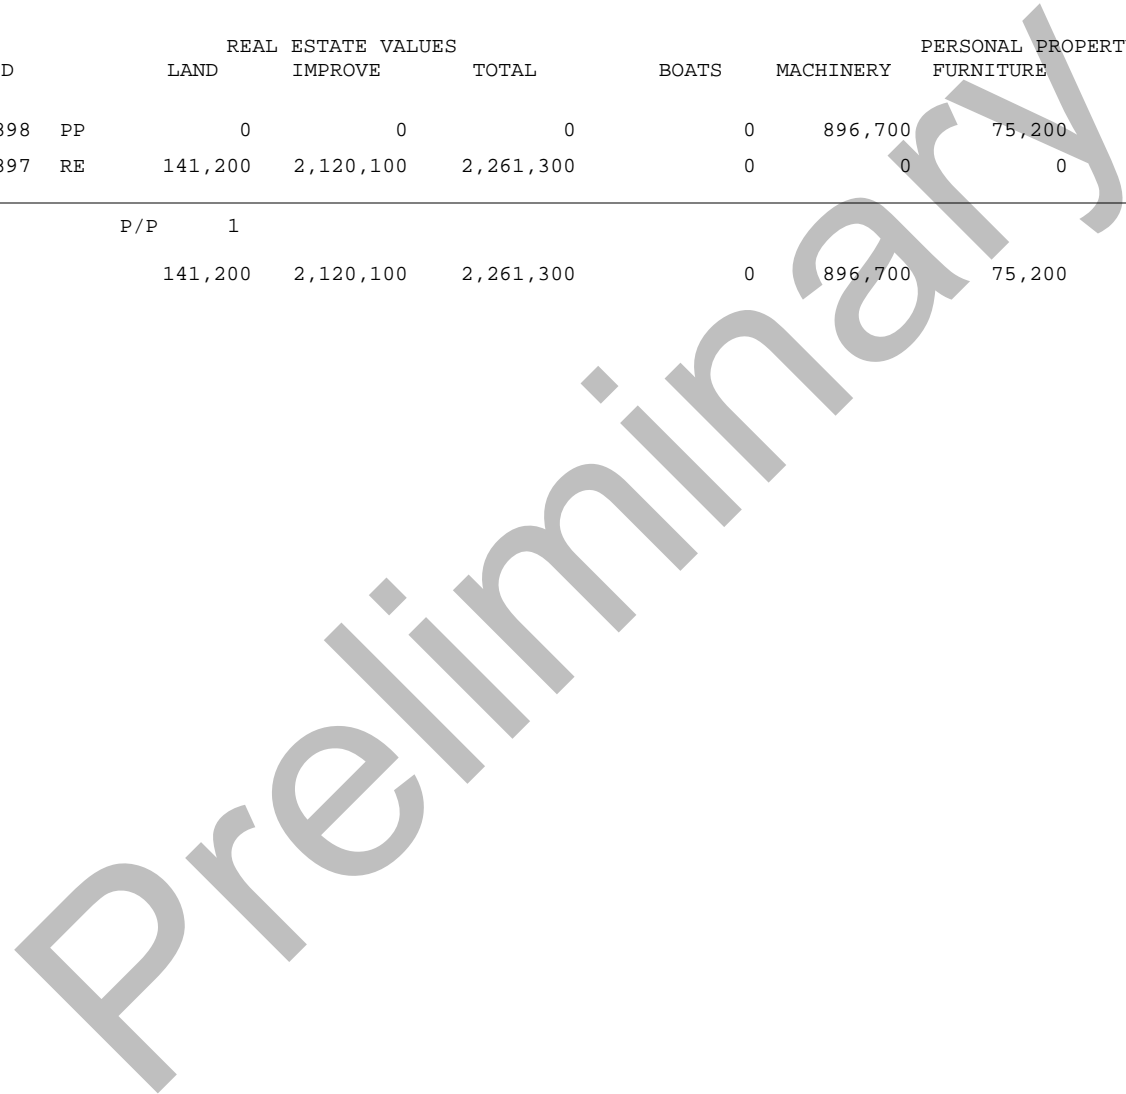 REAL ESTATE VALUES PERSONAL PROPERT
D LAND IMPROVE TOTAL BOATS MACHINERY FURNITURE
398 PP 0 0 0 0 896,700 75,200
397 RE 141,200 2,120,100 2,261,300 0 0 0
P/P 1
141,200 2,120,100 2,261,300 0 896,700 75,200
Preliminary